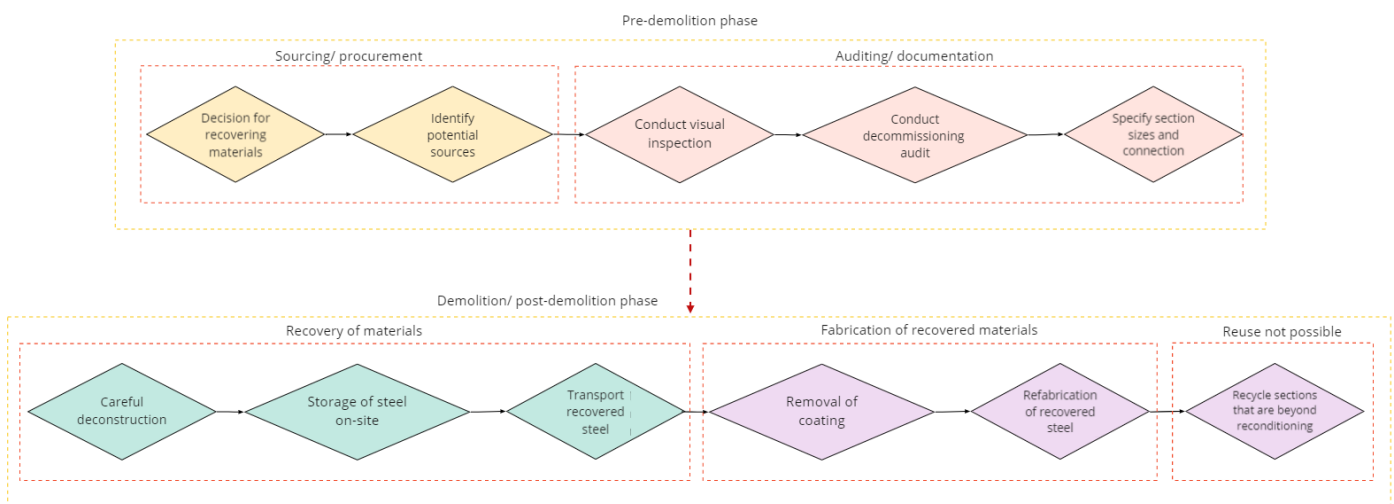 Pre-demolition phase
Sourcing/ procurement
Auditing/ documentation
Decision for
recovering
materials
Identify
potential
sources
Conduct visual
inspection
Conduct
decommissioning
audit
Specify section
sizes and
connection
Demolition/ post-demolition phase
Recovery of materials
Fabrication of recovered materials
Reuse not possible
Careful
deconstruction
Storage of steel
on-site
Transport
recovered
steel
Removal of
coating
Refabrication
of recovered
steel
Recycle sections
that are beyond
reconditioning